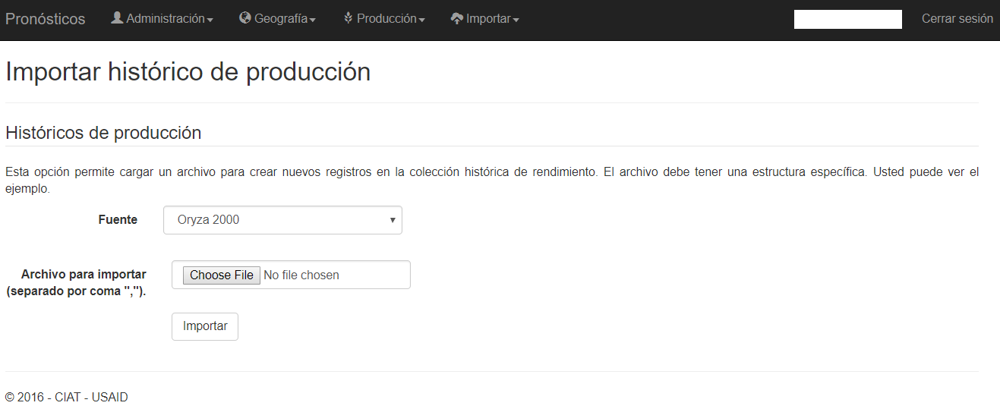 Pronósticos Administración Geografía Producción Importar Cerrar sesión
Importar histórico de producción
Históricos de producción
Esta opción permite cargar un archivo para crear nuevos registros en la colección histórica de rendimiento. El archivo debe tener una estructura específica. Usted puede ver el
ejemplo.
Fuente Oryza 2000
Archivo para importar Choose File No file chosen
(separado por coma ",").
Importar
© 2016 - CIAT - USAID